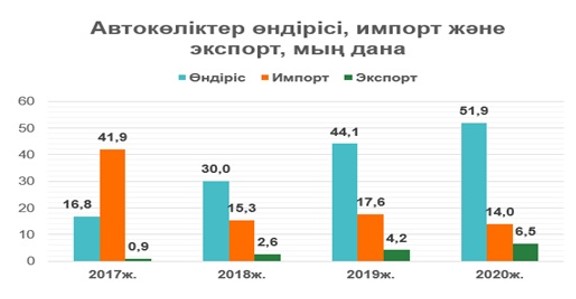 Автокөліктер өндірісі, импорт және
экспорт, мың дана
Өндіріс Импорт Экспорт
60
50
40
30
20
10
0
16,8 41,9 0,9
30,0 15,3 2,6
44,1 17,6 4,2
51,9 14,0 6,5
2017ж. 2018ж. 2019ж. 2020ж.